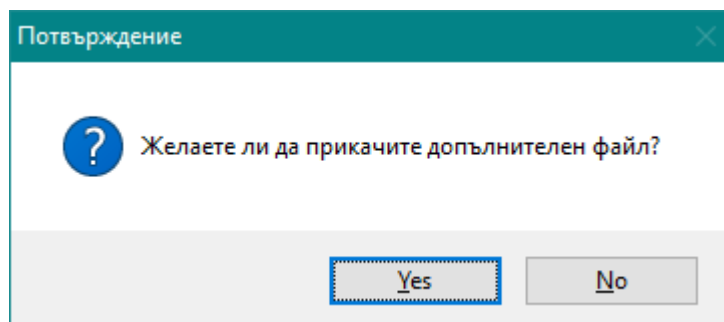 Потвърждение
Желаете ли да прикачите допълнителен файл?
Yes
No